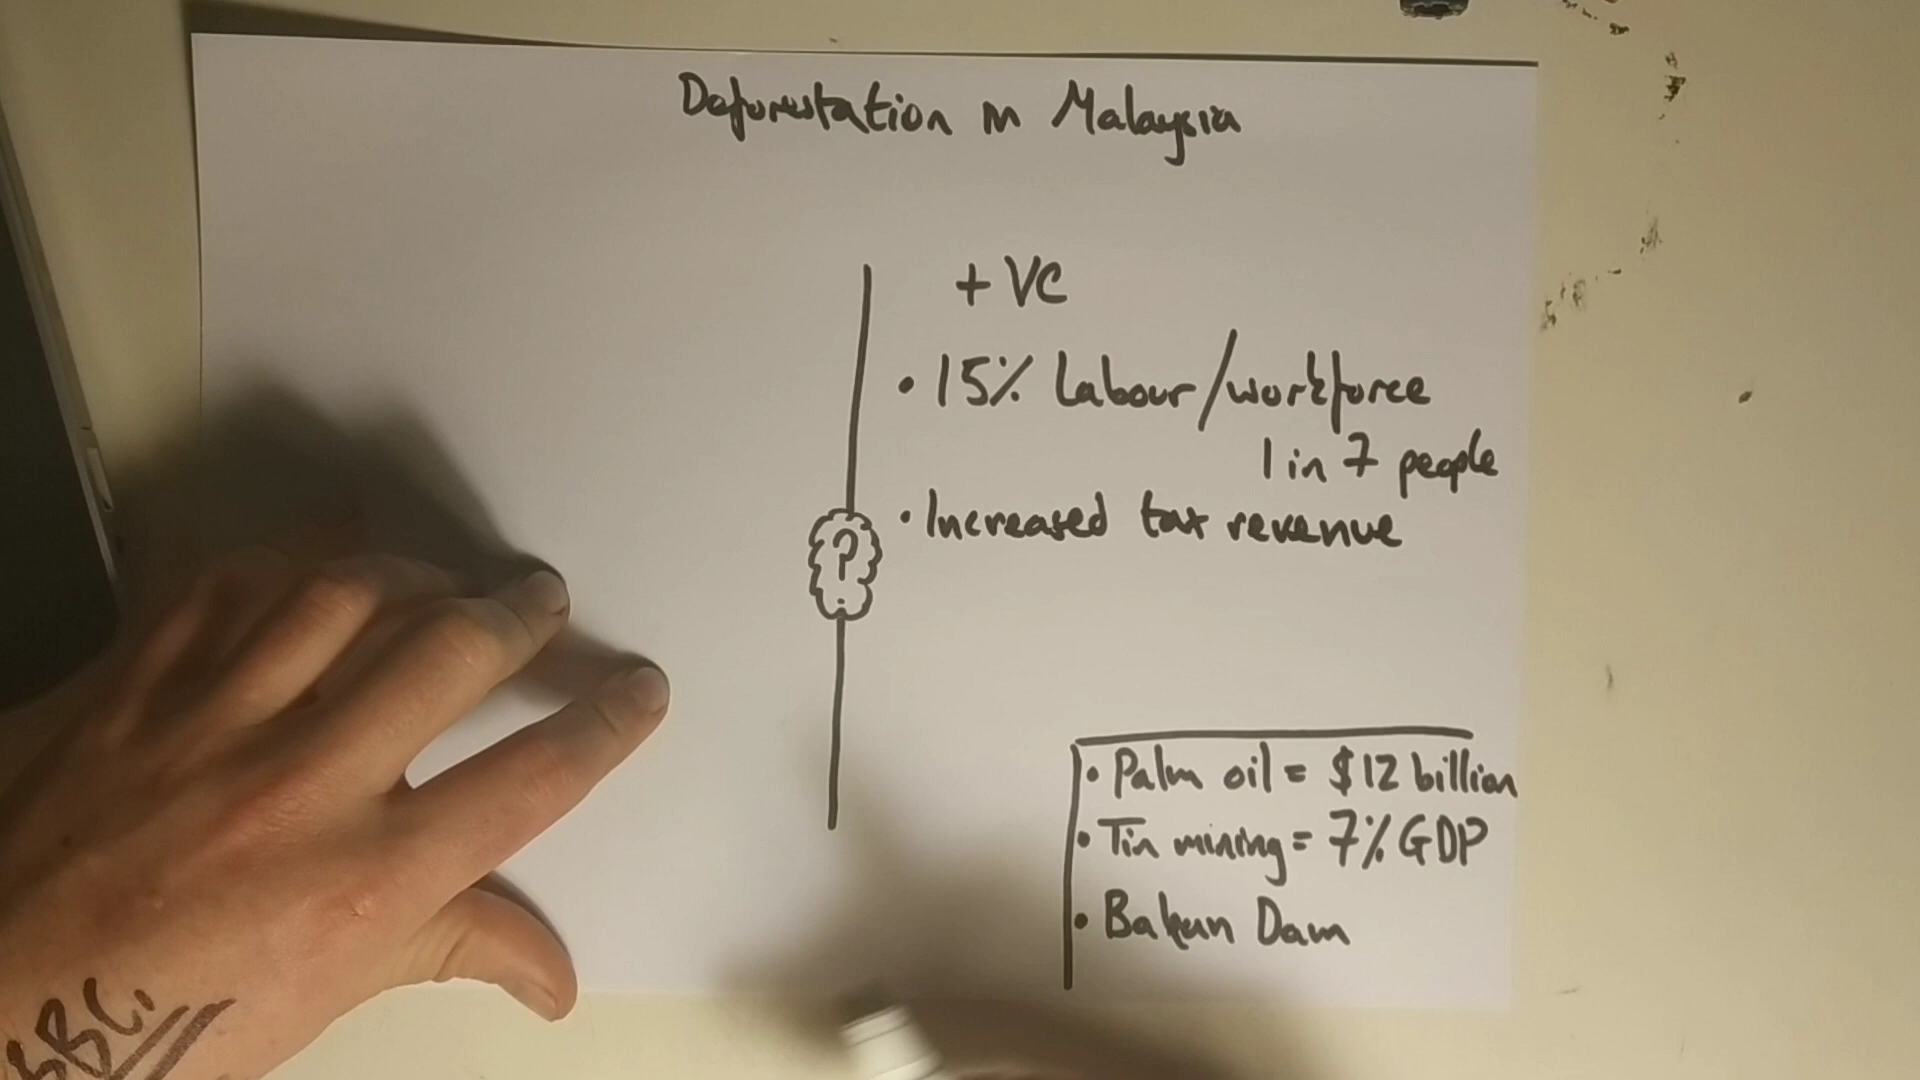 Deforestation in Malaysia
+ve
• 15% Labour/workforce
1 in 7 people
• Increased tax revenue
?
• Palm oil = $12 billion
• Tin mining = 7% GDP
• Bakun Dam